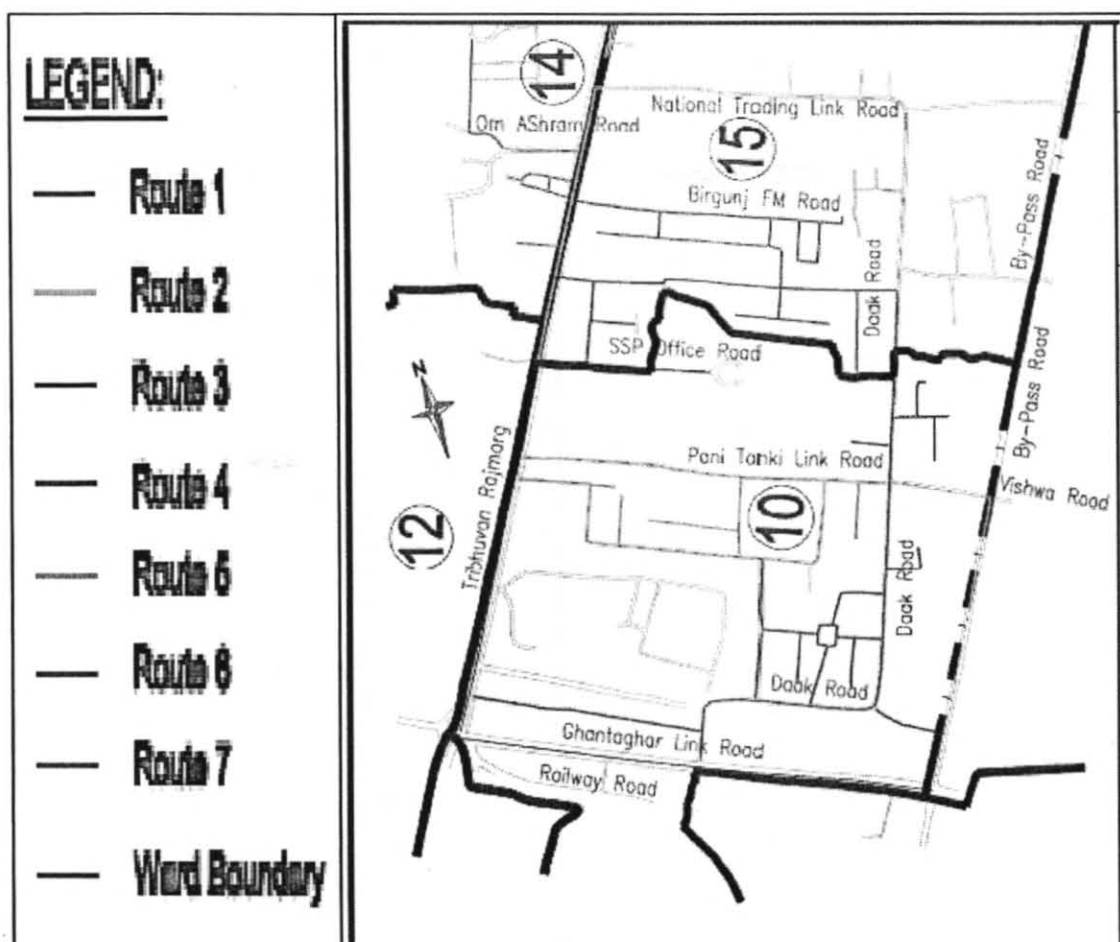 LEGEND:
Route 1
Route 2
Route 3
Route 4
Route 5
Route 6
Route 7
Ward Boundary
14
National Trading Link Road
Om AShram Road
15
Birgunj FM Road
By-Pass Road
Daak Road
Daak Road
SSP Office Road
By-Pass Road
N
Tribhuvan Rajmarg
Pani Tanki Link Road
Vishwa Road
10
12
Daak Road
Daak Road
Ghantaghar Link Road
Railway Road